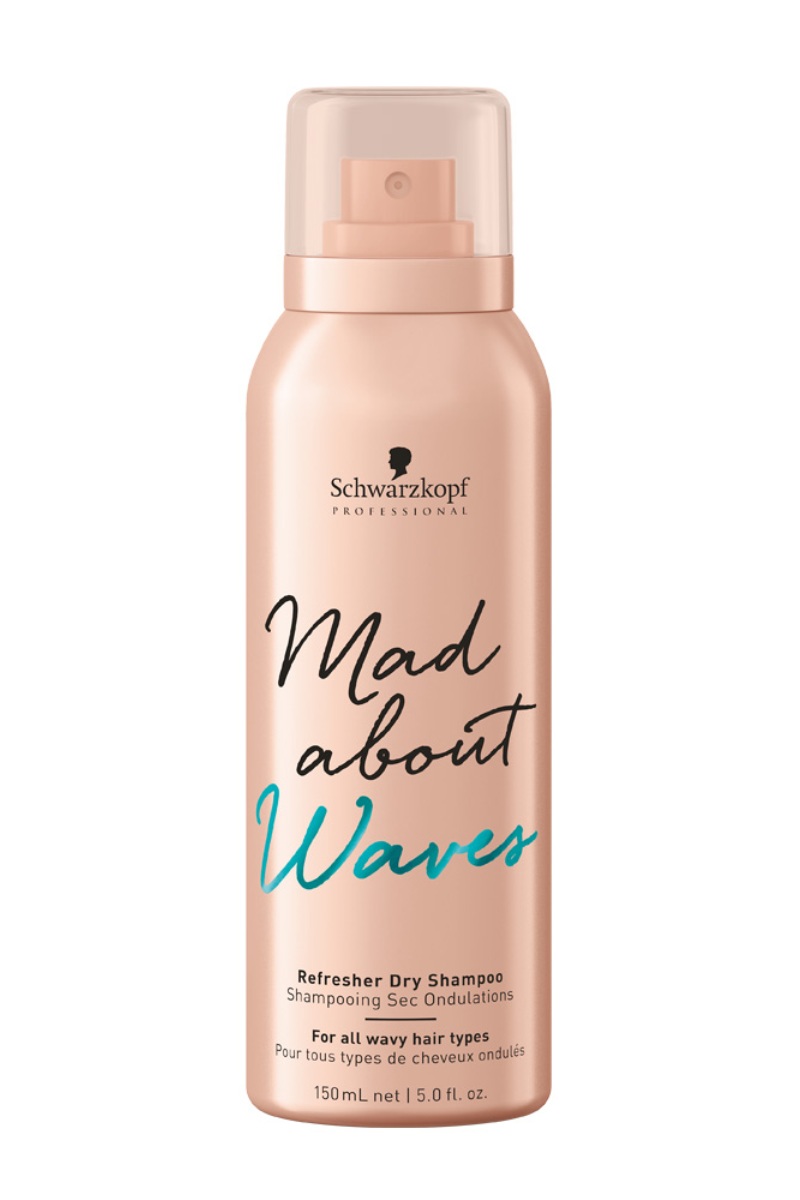 Schwarzkopf
PROFESSIONAL
Mad
about
Waves
Refresher Dry Shampoo
Shampooing Sec Ondulations
For all wavy hair types
Pour tous types de cheveux ondulés
150mL net | 5.0 fl. oz.